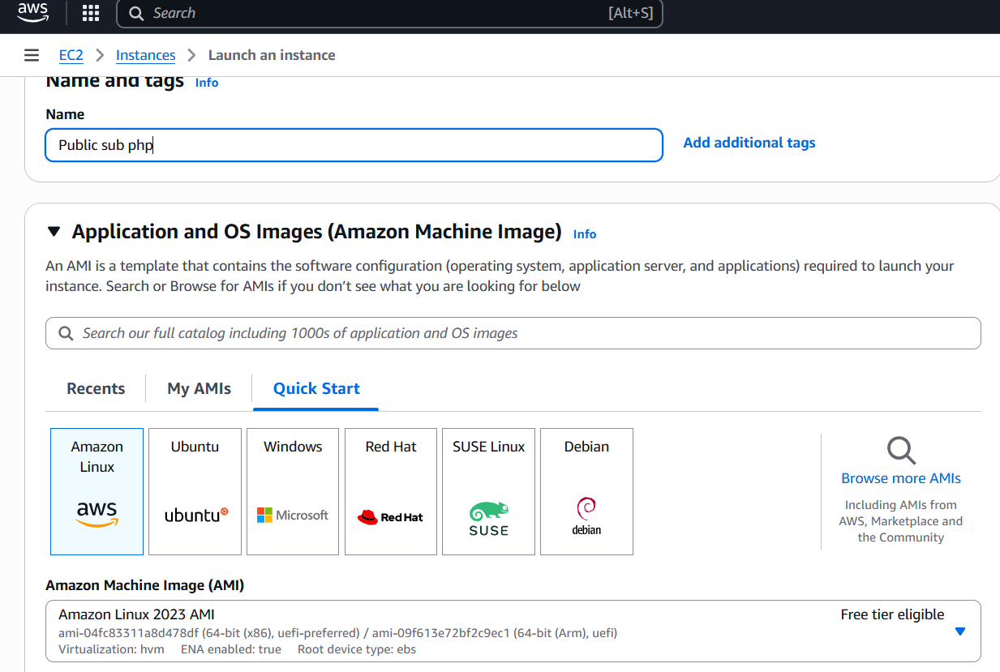 aws
Search
[Alt+S]
EC2
Instances
Launch an instance
Name and tags Info
Name
Public sub php
Add additional tags
Application and OS Images (Amazon Machine Image) Info
An AMI is a template that contains the software configuration (operating system, application server, and applications) required to launch your
instance. Search or Browse for AMIs if you don’t see what you are looking for below
Search our full catalog including 1000s of application and OS images
Recents
My AMIs
Quick Start
Amazon
Linux
aws
Ubuntu
ubuntu
Windows
Microsoft
Red Hat
Red Hat
SUSE Linux
SUSE
Debian
debian
Browse more AMIs
Including AMIs from
AWS, Marketplace and
the Community
Amazon Machine Image (AMI)
Amazon Linux 2023 AMI
Free tier eligible
ami-04fc83311a8d478df (64-bit (x86), uefi-preferred) / ami-09f613e72bf2c9ec1 (64-bit (Arm), uefi)
Virtualization: hvm ENA enabled: true Root device type: ebs